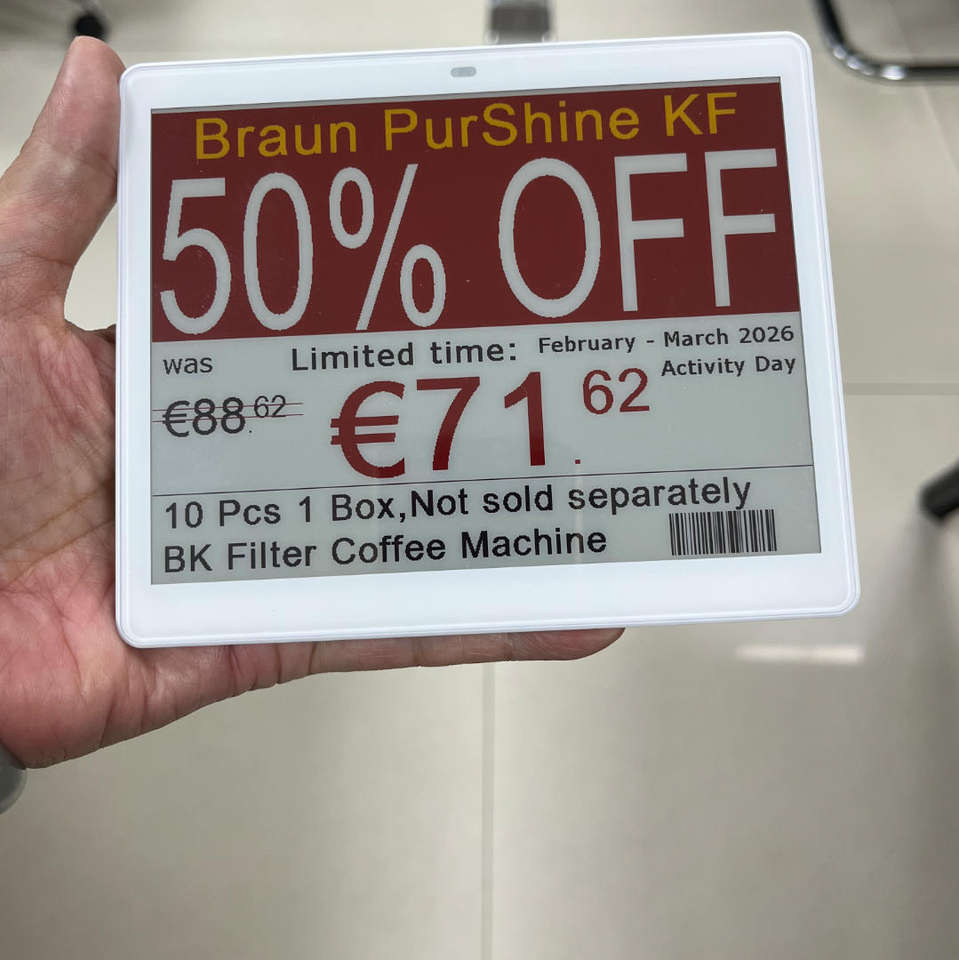 Braun PurShine KF
50% OFF
was
Limited time: February - March 2026
Activity Day
€88.62
€71.62
10 Pcs 1 Box,Not sold separately
BK Filter Coffee Machine